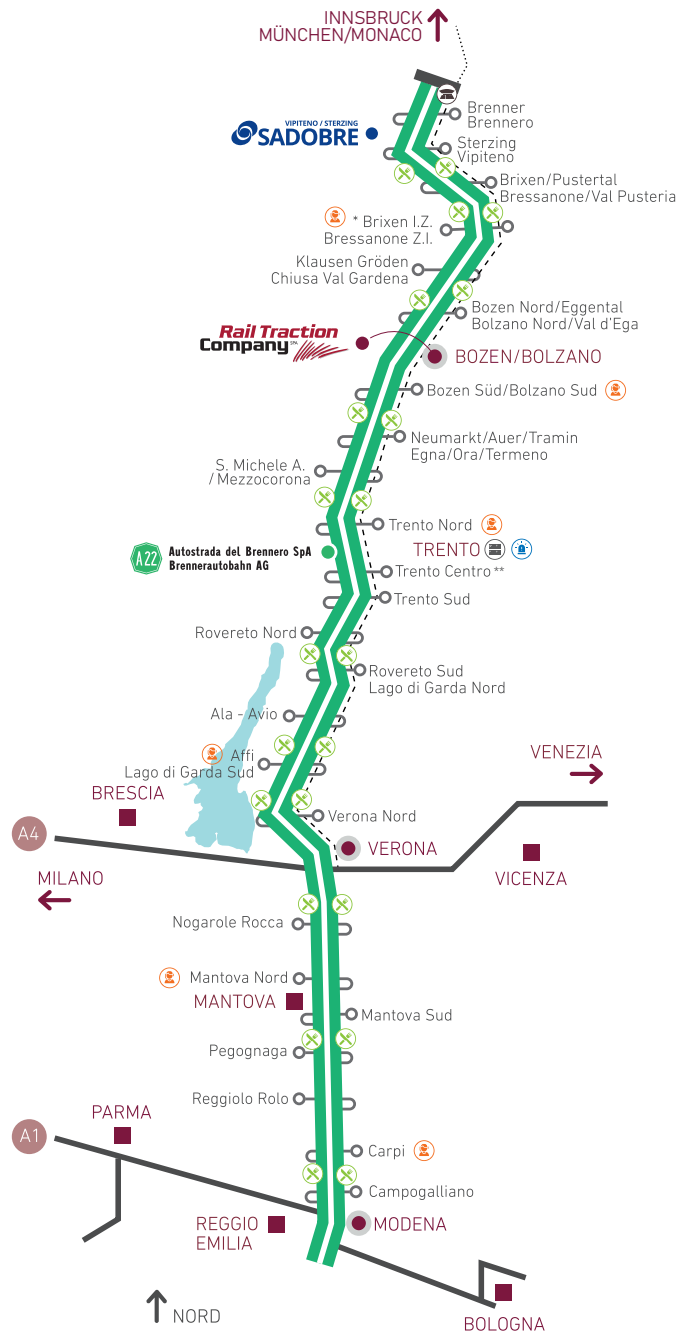 INNSBRUCK
MÜNCHEN/MONACO
Brenner
Brennero
VIPITENO / STERZING
SADOBRE
Sterzing
Vipiteno
Brixen/Pustertal
Bressanone/Val Pusteria
* Brixen I.Z.
Bressanone Z.I.
Klausen Gröden
Chiusa Val Gardena
Bozen Nord/Eggental
Bolzano Nord/Val d'Ega
Rail Traction
Company SPA
BOZEN/BOLZANO
Bozen Süd/Bolzano Sud
Neumarkt/Auer/Tramin
Egna/Ora/Termeno
S. Michele A.
/ Mezzocorona
Trento Nord
TRENTO
A22
Autostrada del Brennero SpA
Brennerautobahn AG
Trento Centro **
Trento Sud
Rovereto Nord
Rovereto Sud
Lago di Garda Nord
Ala - Avio
Affi
Lago di Garda Sud
VENEZIA
BRESCIA
Verona Nord
A4
VERONA
MILANO
VICENZA
Nogarole Rocca
Mantova Nord
MANTOVA
Mantova Sud
Pegognaga
Reggiolo Rolo
PARMA
A1
Carpi
Campogalliano
REGGIO
EMILIA
MODENA
NORD
BOLOGNA